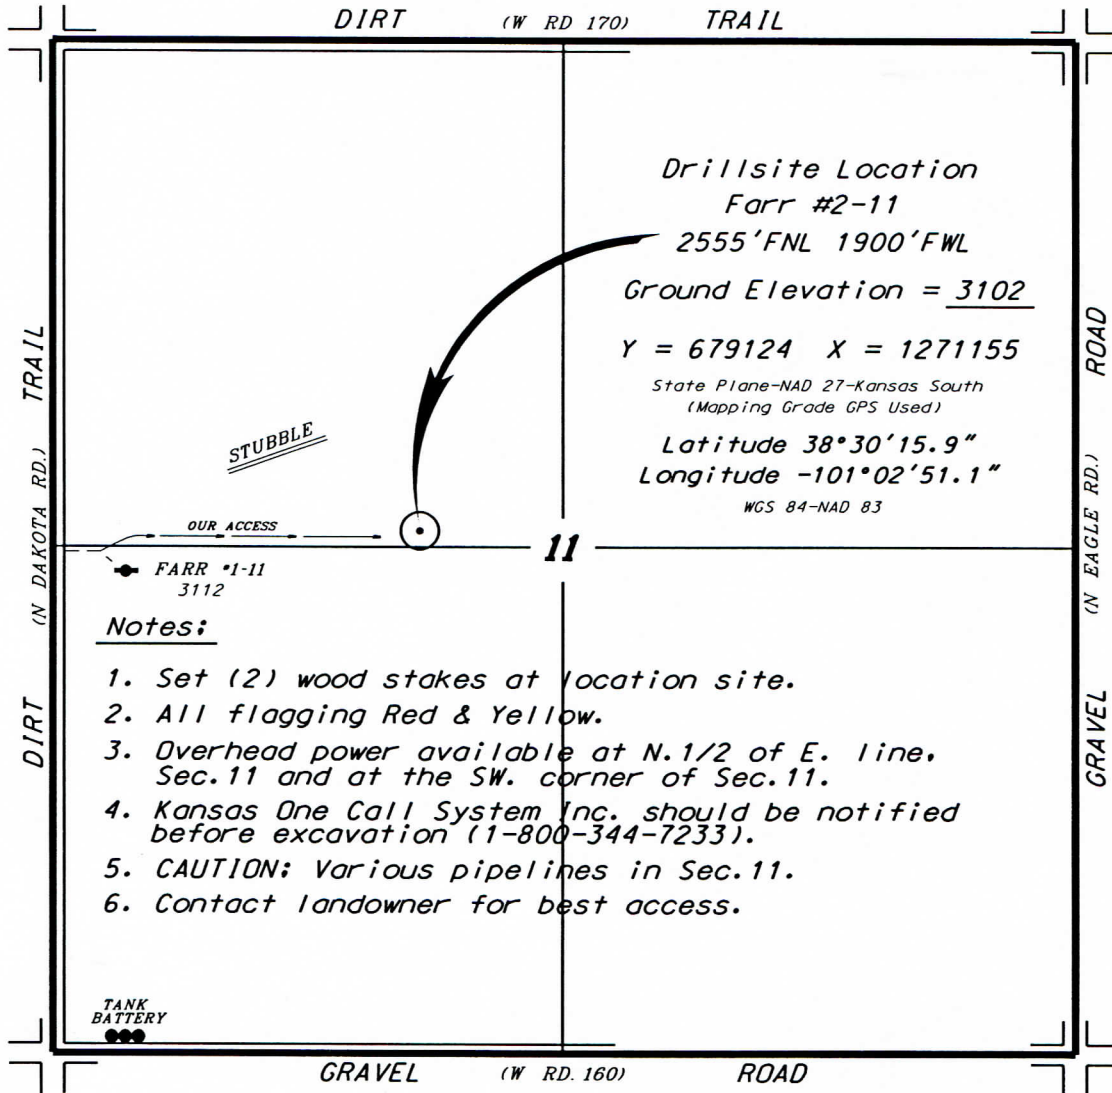 DIRT (W RD 170) TRAIL
Drillsite Location
Farr #2-11
2555'FNL 1900'FWL
Ground Elevation = 3102
Y = 679124 X = 1271155
State Plane-NAD 27-Kansas South
(Mapping Grade GPS Used)
Latitude 38°30'15.9"
Longitude -101°02'51.1"
WGS 84-NAD 83
STUBBLE
OUR ACCESS
11
FARR #1-11
3112
DIRT (N DAKOTA RD.) TRAIL
GRAVEL (N EAGLE RD.) ROAD
Notes:
1. Set (2) wood stakes at location site.
2. All flagging Red & Yellow.
3. Overhead power available at N.1/2 of E. line,
Sec.11 and at the SW. corner of Sec.11.
4. Kansas One Call System Inc. should be notified
before excavation (1-800-344-7233).
5. CAUTION: Various pipelines in Sec.11.
6. Contact landowner for best access.
TANK
BATTERY
GRAVEL (W RD. 160) ROAD